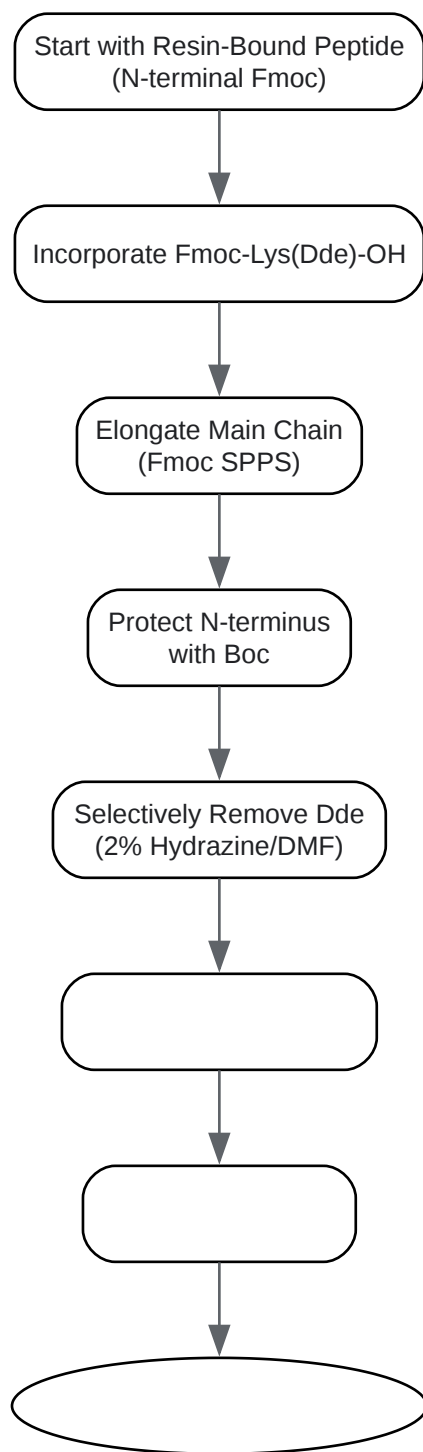 Start with Resin-Bound Peptide
(N-terminal Fmoc)
Incorporate Fmoc-Lys(Dde)-OH
Elongate Main Chain
(Fmoc SPPS)
Protect N-terminus
with Boc
Selectively Remove Dde
(2% Hydrazine/DMF)